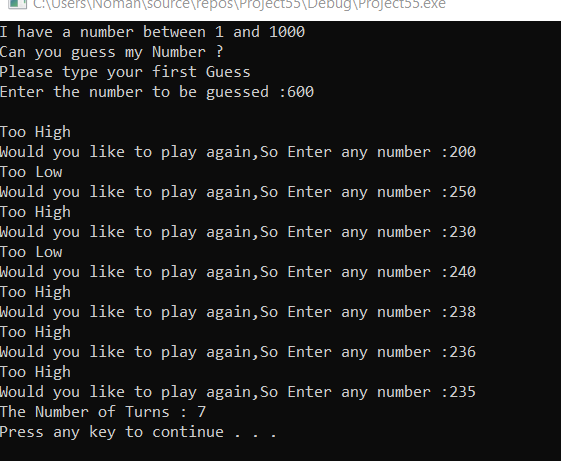 C:\Users\Noman\source\repos\Project55\Debug\Project55.exe
I have a number between 1 and 1000
Can you guess my Number ?
Please type your first Guess
Enter the number to be guessed :600
Too High
Would you like to play again,So Enter any number :200
Too Low
Would you like to play again,So Enter any number :250
Too High
Would you like to play again,So Enter any number :230
Too Low
Would you like to play again,So Enter any number :240
Too High
Would you like to play again,So Enter any number :238
Too High
Would you like to play again,So Enter any number :236
Too High
Would you like to play again,So Enter any number :235
The Number of Turns : 7
Press any key to continue . . .